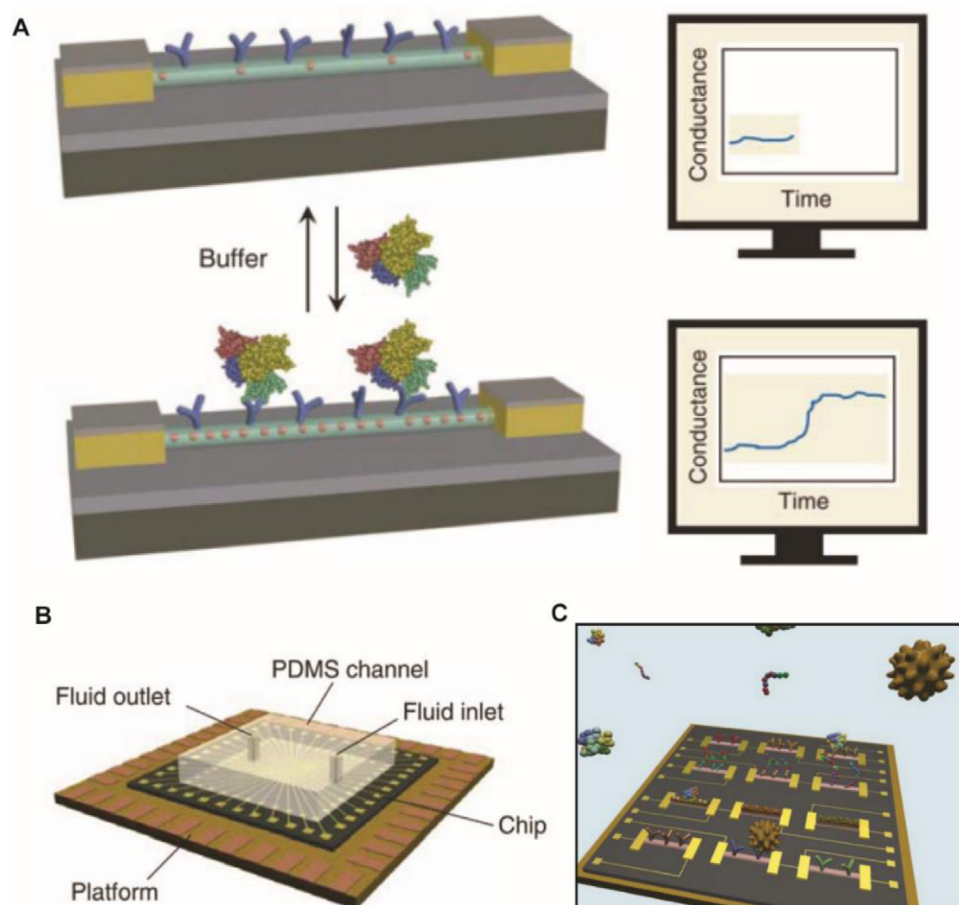 A
Conductance
Time
Buffer
Conductance
Time
B
PDMS channel
Fluid outlet
Fluid inlet
Chip
Platform
C